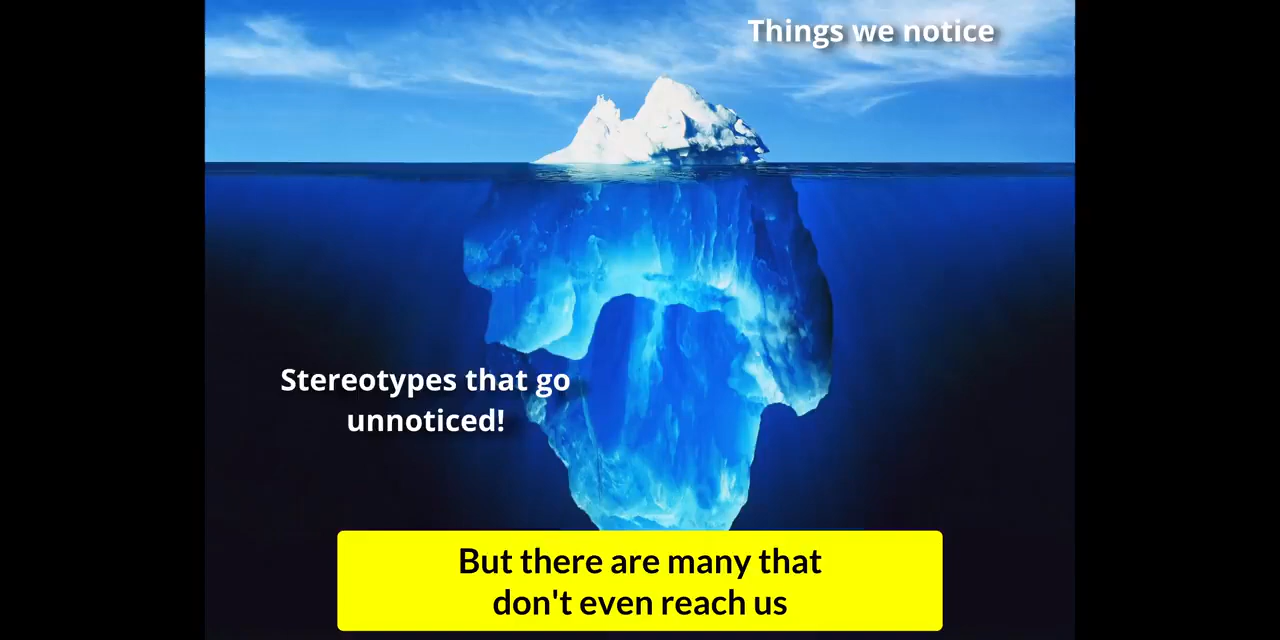 Things we notice
Stereotypes that go
unnoticed!
But there are many that
don't even reach us